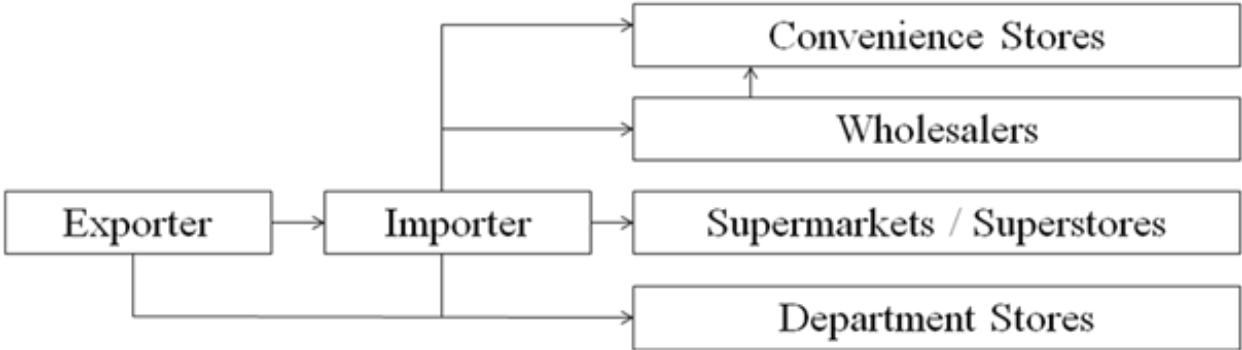 Convenience Stores
Wholesalers
Exporter
Importer
Supermarkets / Superstores
Department Stores